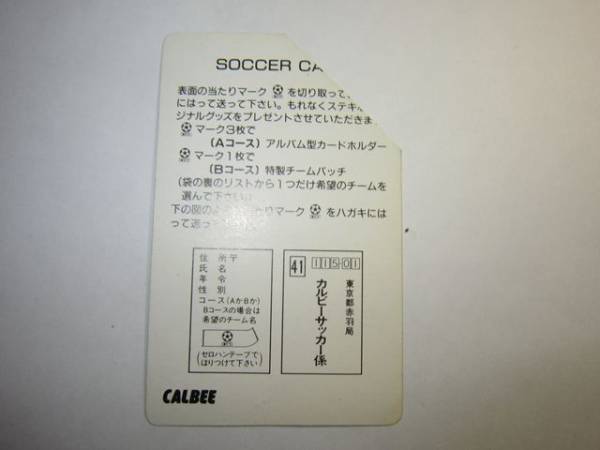 SOCCER CA
表面の当たりマーク を切り取って、
にはって送って下さい。もれなくステキ
ジナルグッズをプレゼントさせていただきま
マーク3枚で
(Aコース) アルバム型カードホルダー
マーク1枚で
(Bコース) 特製チームバッチ
(袋の裏のリストから1つだけ希望のチームを
選んで下さい
下の図の たりマーク をハガキには
って送っ
住所〒
氏名
年令
性別
コース(AかBか)
Bコースの場合は
希望のチーム名
(セロハンテープで
はりつけて下さい)
41 115-01
東京都赤羽局
カルビーサッカー係
CALBEE